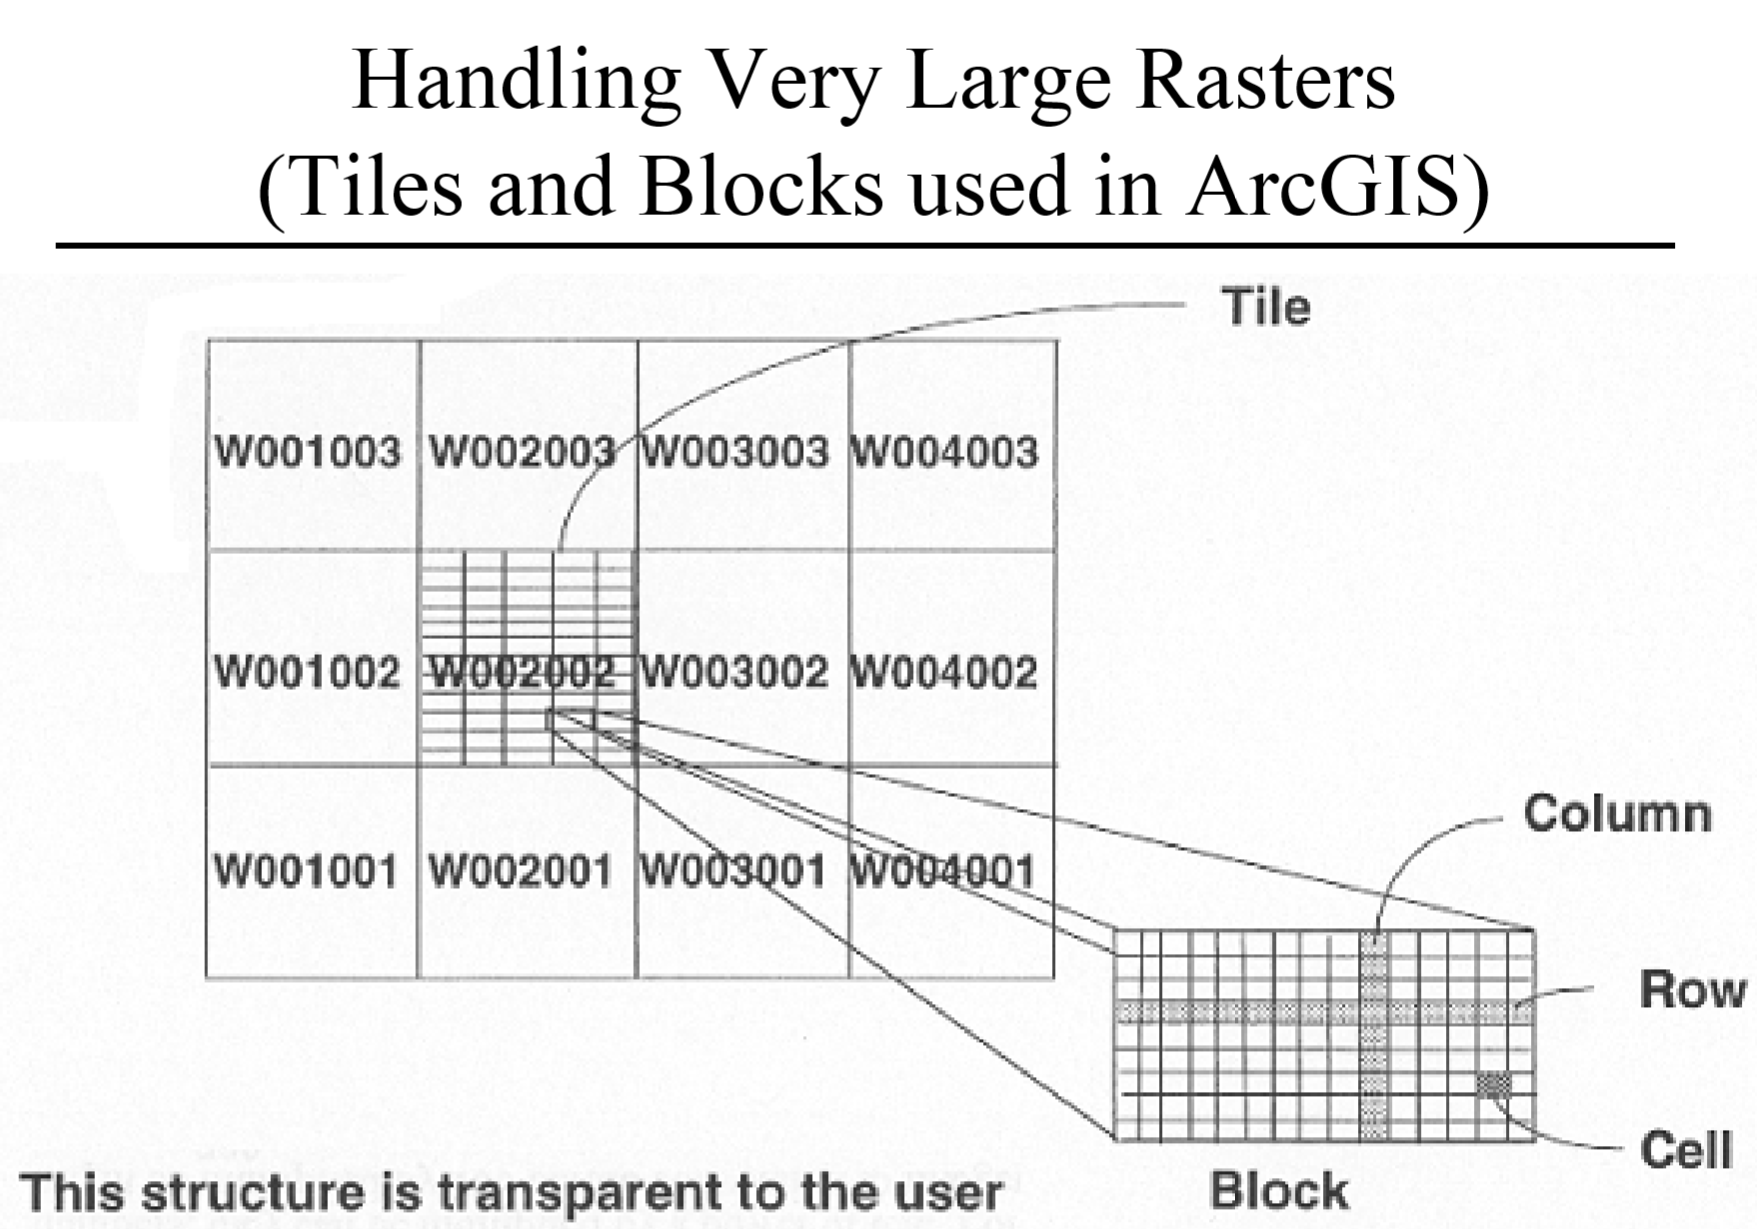 Handling Very Large Rasters
(Tiles and Blocks used in ArcGIS)
Tile
W001003 W002003 W003003 W004003
W001002 W002002 W003002 W004002
Column
W001001 W002001 W003001 W004001
Row
Cell
This structure is transparent to the user
Block